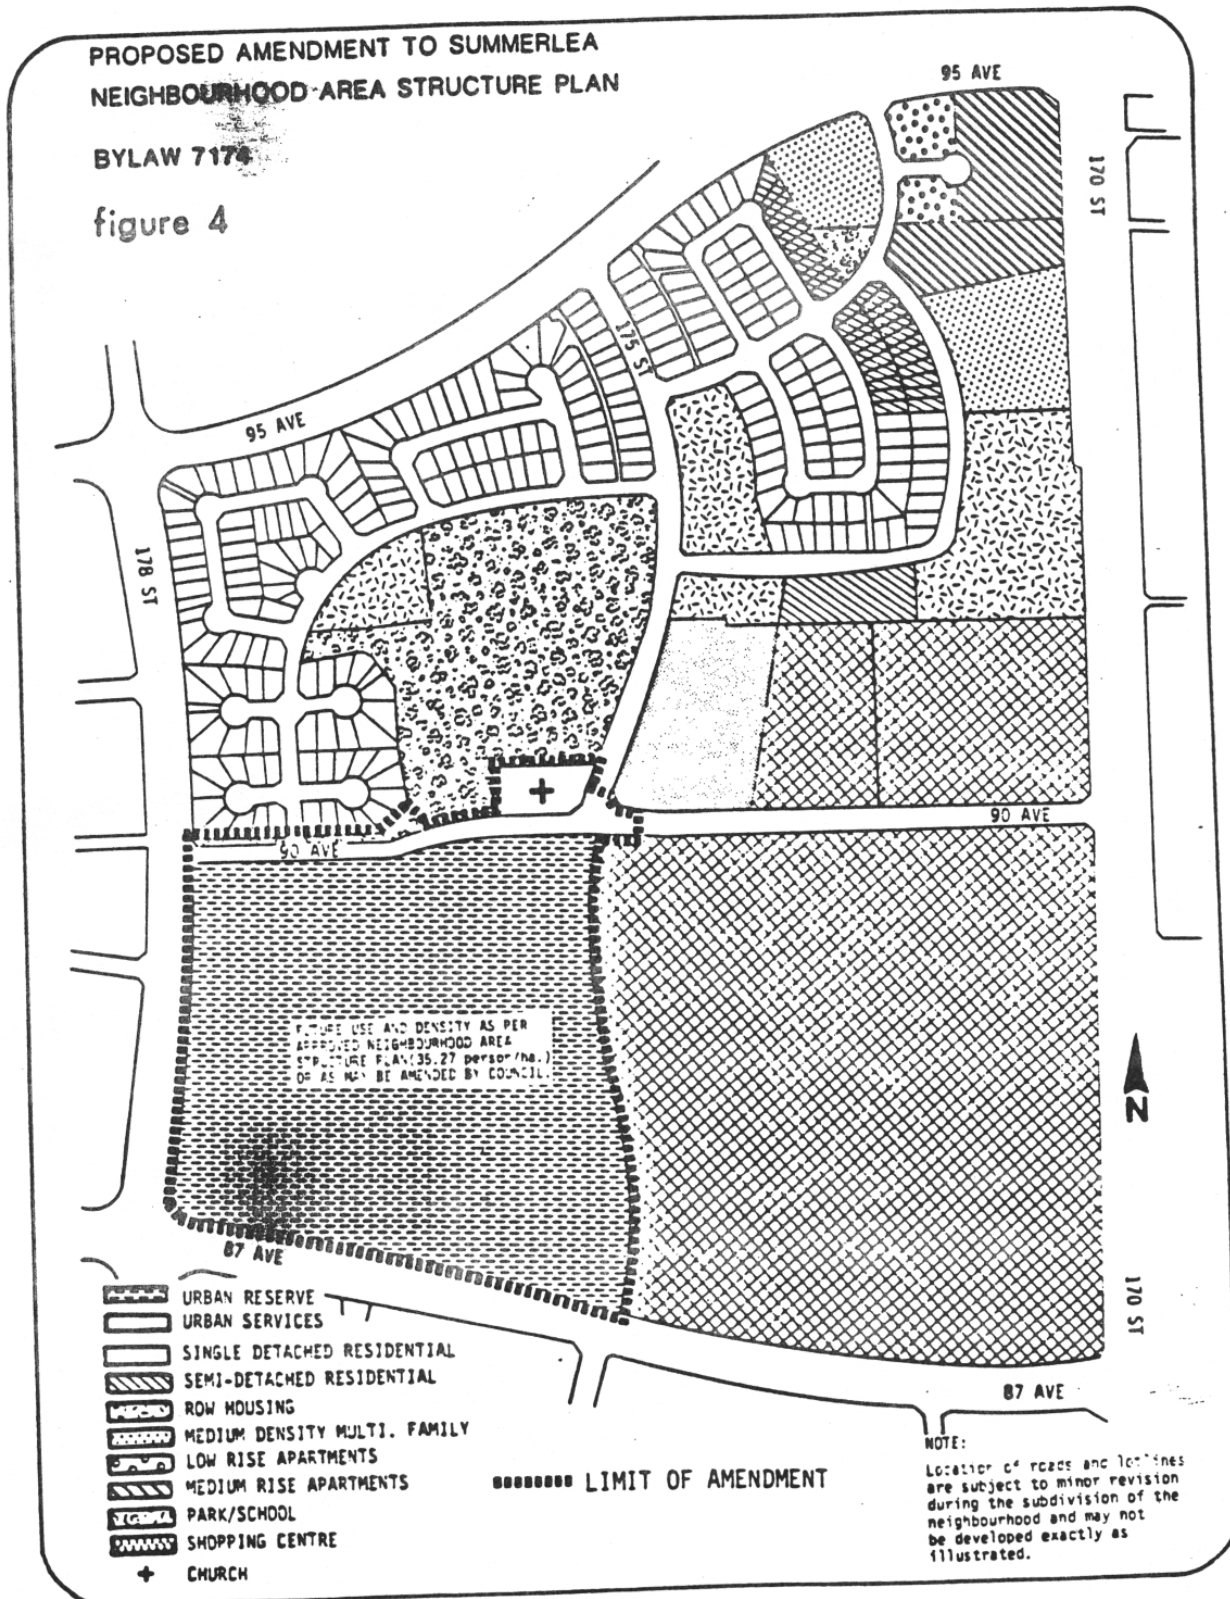 PROPOSED AMENDMENT TO SUMMERLEA
NEIGHBOURHOOD AREA STRUCTURE PLAN
BYLAW 7174
figure 4
95 AVE
170 ST
175 ST
95 AVE
178 ST
90 AVE
90 AVE
FUTURE USE AND DENSITY AS PER
APPROVED NEIGHBOURHOOD AREA
STRUCTURE PLAN(35.27 person/ha.)
OR AS MAY BE AMENDED BY COUNCIL.
N
87 AVE
170 ST
87 AVE
URBAN RESERVE
URBAN SERVICES
SINGLE DETACHED RESIDENTIAL
SEMI-DETACHED RESIDENTIAL
ROW HOUSING
MEDIUM DENSITY MULTI. FAMILY
LOW RISE APARTMENTS
MEDIUM RISE APARTMENTS
PARK/SCHOOL
SHOPPING CENTRE
CHURCH
LIMIT OF AMENDMENT
NOTE:
Location of roads and lotlines
are subject to minor revision
during the subdivision of the
neighbourhood and may not
be developed exactly as
illustrated.